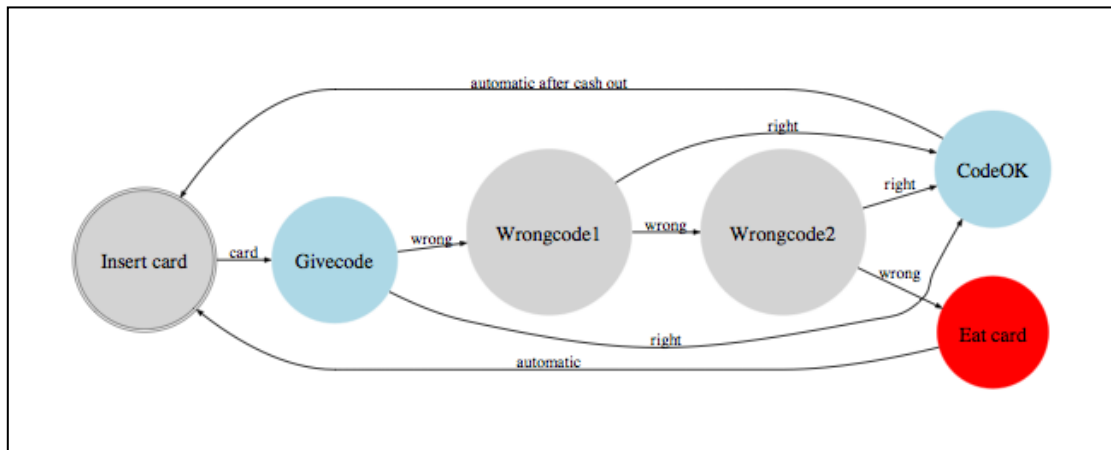 automatic after cash out
right
CodeOK
right
Wrongcode1
wrong
Wrongcode2
wrong
Insert card
card
Givecode
wrong
right
Eat card
automatic